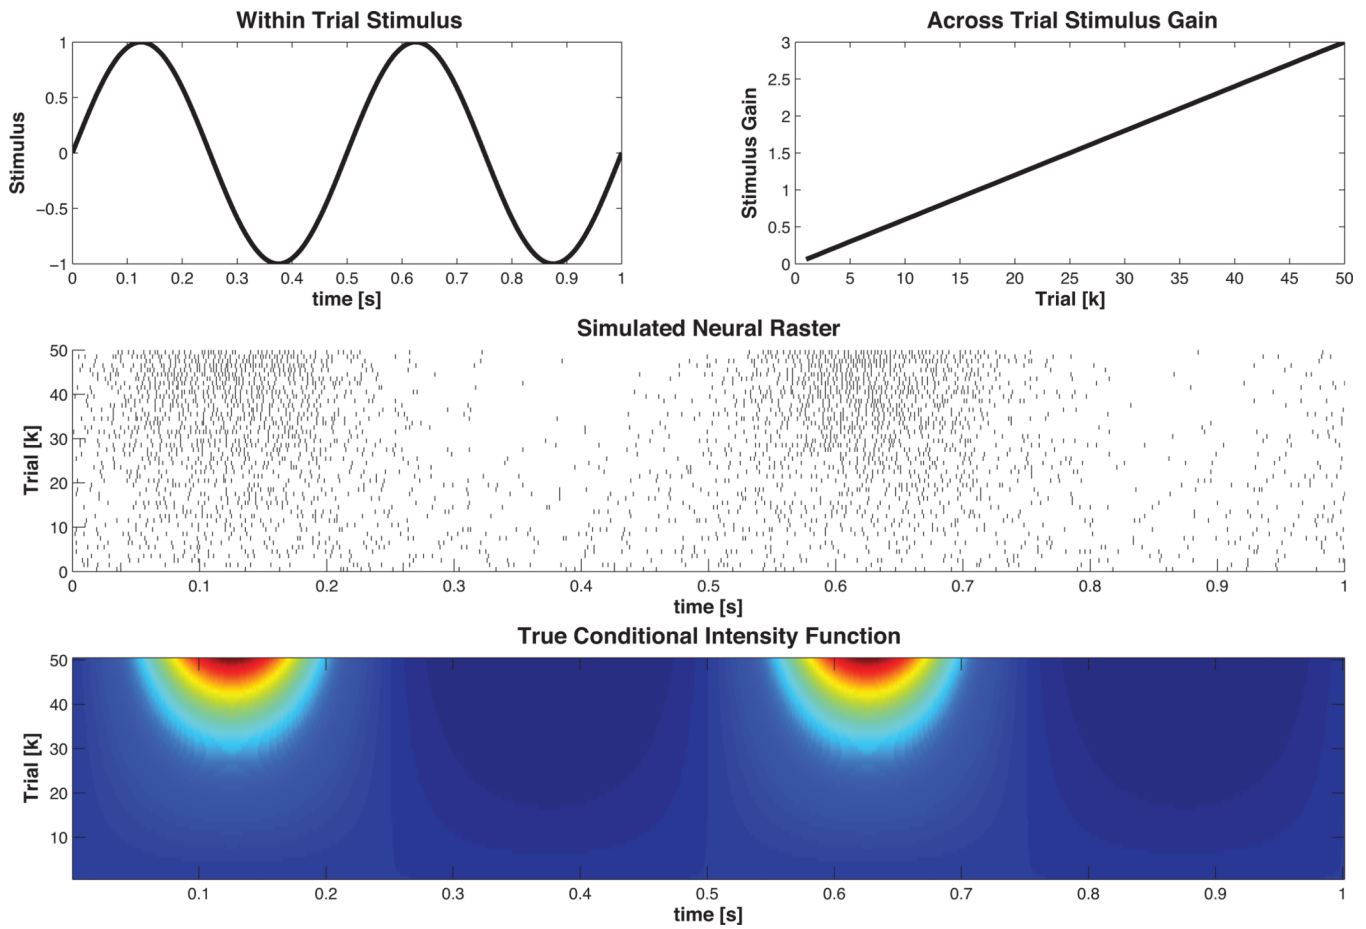 Within Trial Stimulus
Stimulus
1
0.5
0
−0.5
−1
0 0.1 0.2 0.3 0.4 0.5 0.6 0.7 0.8 0.9 1
time [s]
Across Trial Stimulus Gain
Stimulus Gain
3
2.5
2
1.5
1
0.5
0
0 5 10 15 20 25 30 35 40 45 50
Trial [k]
Simulated Neural Raster
Trial [k]
50
40
30
20
10
0
0 0.1 0.2 0.3 0.4 0.5 0.6 0.7 0.8 0.9 1
time [s]
True Conditional Intensity Function
Trial [k]
50
40
30
20
10
0.1 0.2 0.3 0.4 0.5 0.6 0.7 0.8 0.9 1
time [s]